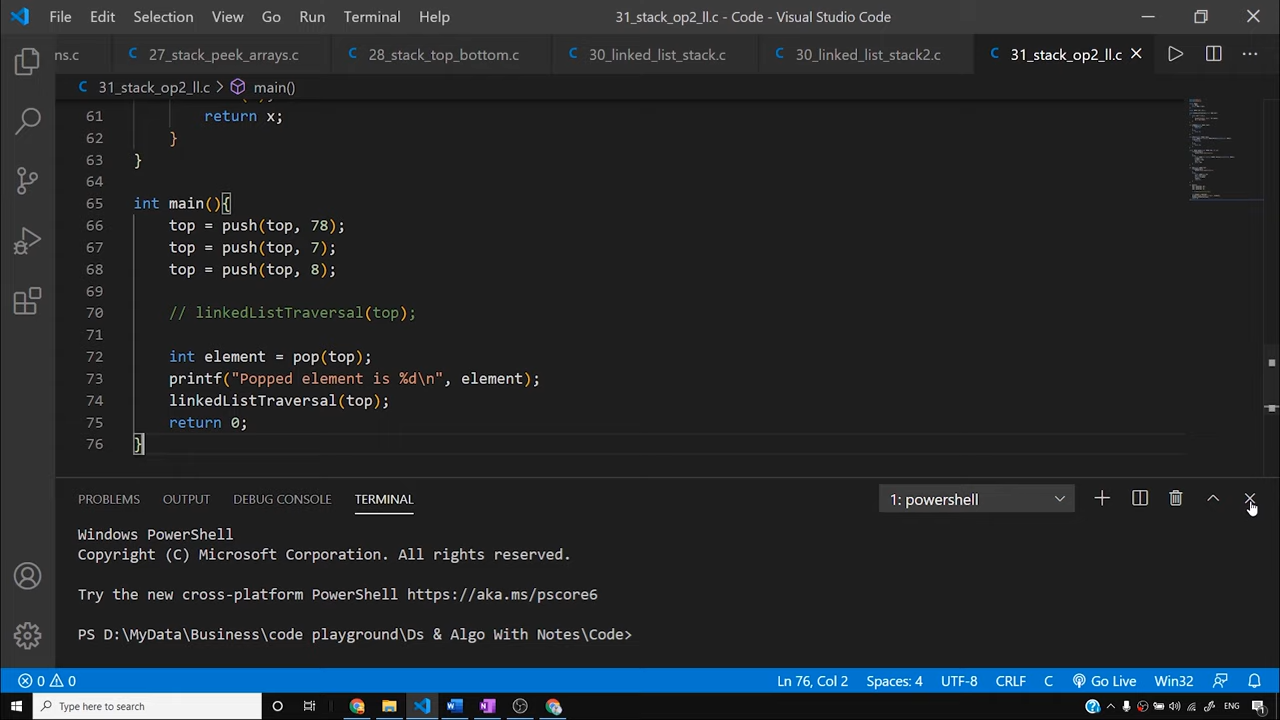 File Edit Selection View Go Run Terminal Help 31_stack_op2_ll.c - Code - Visual Studio Code
ns.c 27_stack_peek_arrays.c 28_stack_top_bottom.c 30_linked_list_stack.c 30_linked_list_stack2.c 31_stack_op2_ll.c
31_stack_op2_ll.c > main()
61 return x;
62 }
63 }
64
65 int main(){
66 top = push(top, 78);
67 top = push(top, 7);
68 top = push(top, 8);
69
70 // linkedListTraversal(top);
71
72 int element = pop(top);
73 printf("Popped element is %d\n", element);
74 linkedListTraversal(top);
75 return 0;
76 }
PROBLEMS OUTPUT DEBUG CONSOLE TERMINAL 1: powershell
Windows PowerShell
Copyright (C) Microsoft Corporation. All rights reserved.
Try the new cross-platform PowerShell https://aka.ms/pscore6
PS D:\MyData\Business\code playground\Ds & Algo With Notes\Code>
0 0 Ln 76, Col 2 Spaces: 4 UTF-8 CRLF C Go Live Win32
Type here to search ENG